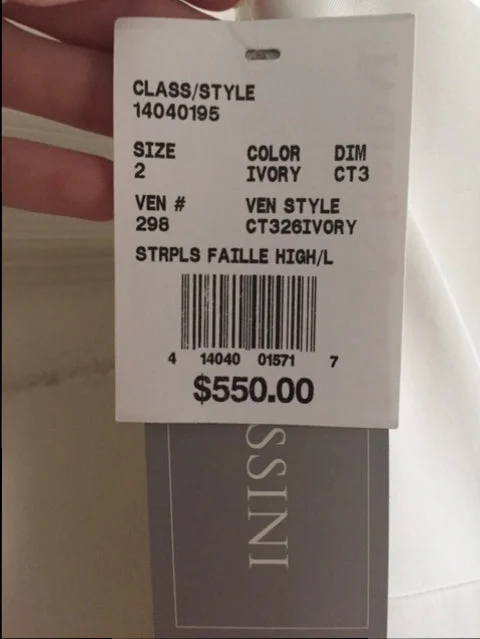 CLASS/STYLE
14040195
SIZE COLOR DIM
2 IVORY CT3
VEN # VEN STYLE
298 CT326IVORY
STRPLS FAILLE HIGH/L
4 14040 01571 7
$550.00
SSINI